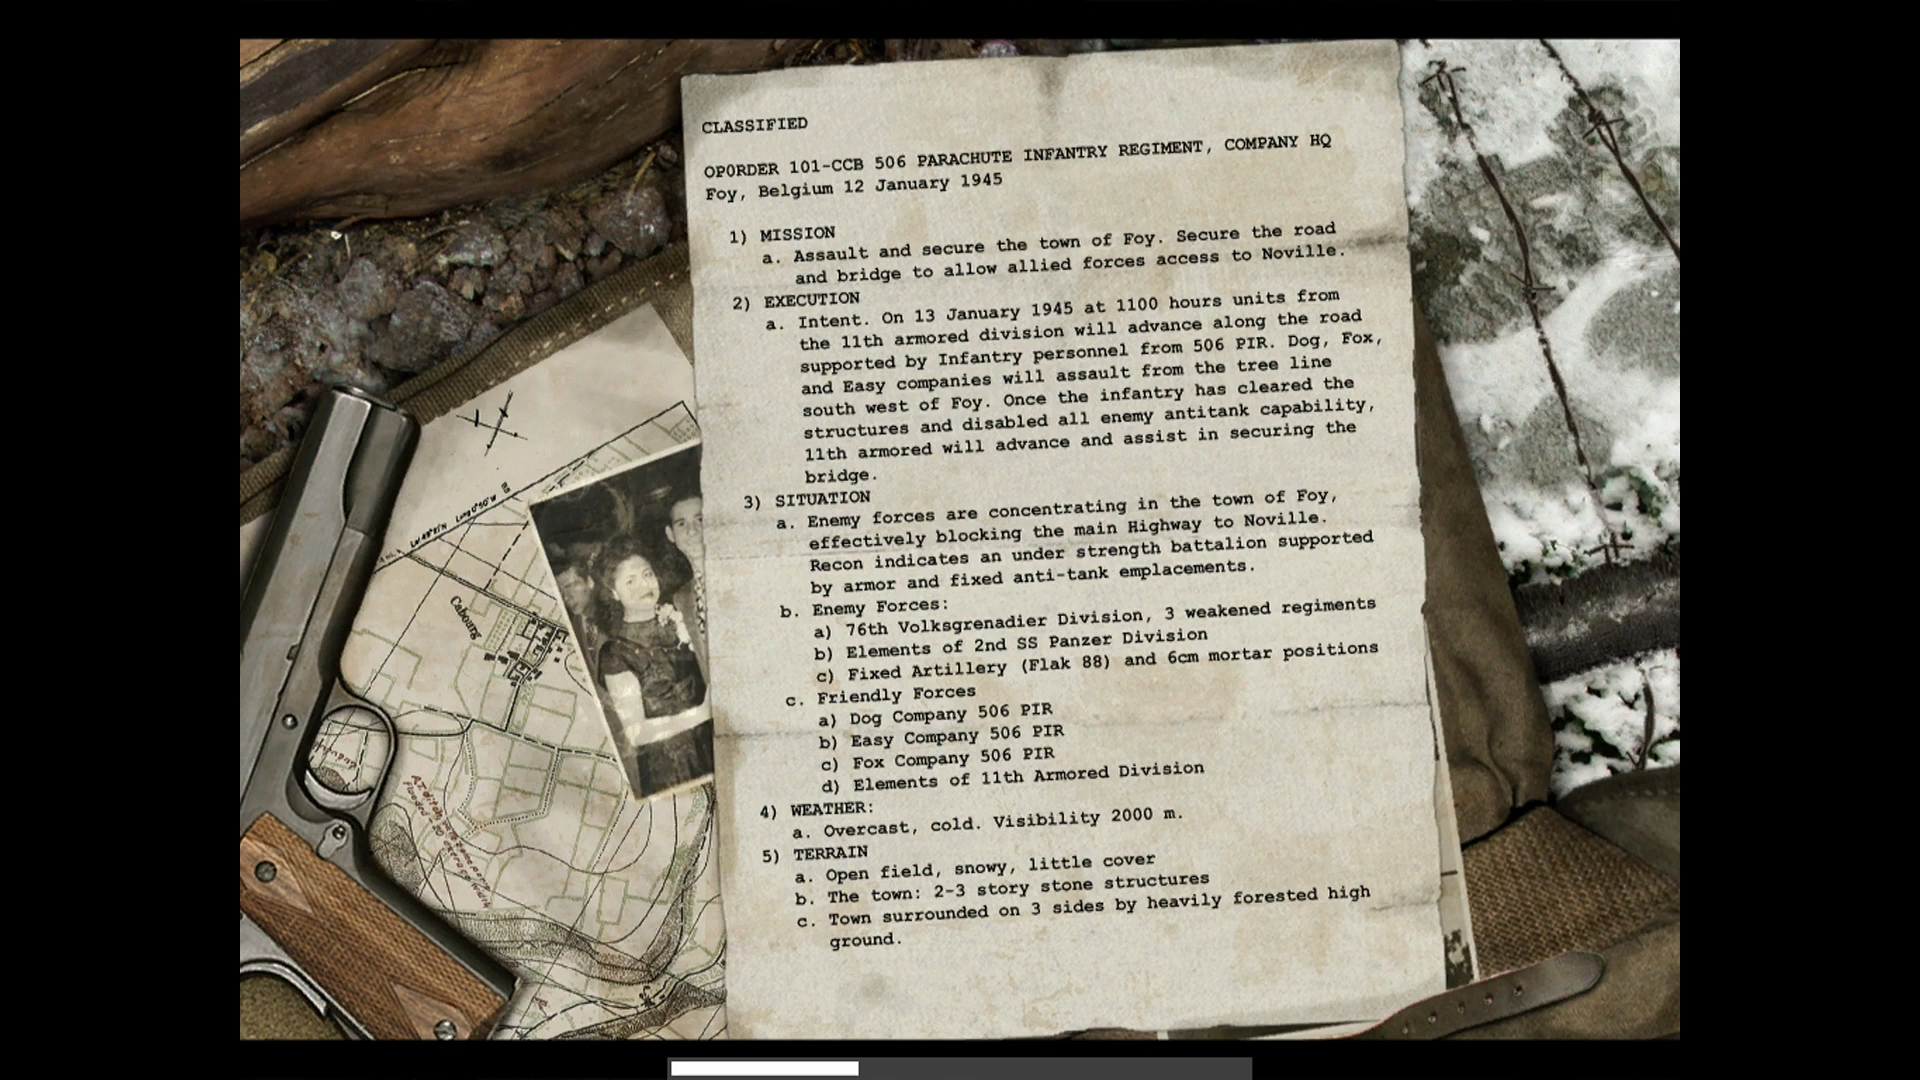 CLASSIFIED
OP0RDER 101-CCB 506 PARACHUTE INFANTRY REGIMENT, COMPANY HQ
Foy, Belgium 12 January 1945
1) MISSION
a. Assault and secure the town of Foy. Secure the road
and bridge to allow allied forces access to Noville.
2) EXECUTION
a. Intent. On 13 January 1945 at 1100 hours units from
the 11th armored division will advance along the road
supported by Infantry personnel from 506 PIR. Dog, Fox,
and Easy companies will assault from the tree line
south west of Foy. Once the infantry has cleared the
structures and disabled all enemy antitank capability,
11th armored will advance and assist in securing the
bridge.
3) SITUATION
a. Enemy forces are concentrating in the town of Foy,
effectively blocking the main Highway to Noville.
Recon indicates an under strength battalion supported
by armor and fixed anti-tank emplacements.
b. Enemy Forces:
a) 76th Volksgrenadier Division, 3 weakened regiments
b) Elements of 2nd SS Panzer Division
c) Fixed Artillery (Flak 88) and 6cm mortar positions
c. Friendly Forces
a) Dog Company 506 PIR
b) Easy Company 506 PIR
c) Fox Company 506 PIR
d) Elements of 11th Armored Division
4) WEATHER:
a. Overcast, cold. Visibility 2000 m.
5) TERRAIN
a. Open field, snowy, little cover
b. The town: 2-3 story stone structures
c. Town surrounded on 3 sides by heavily forested high
ground.
Cabourg